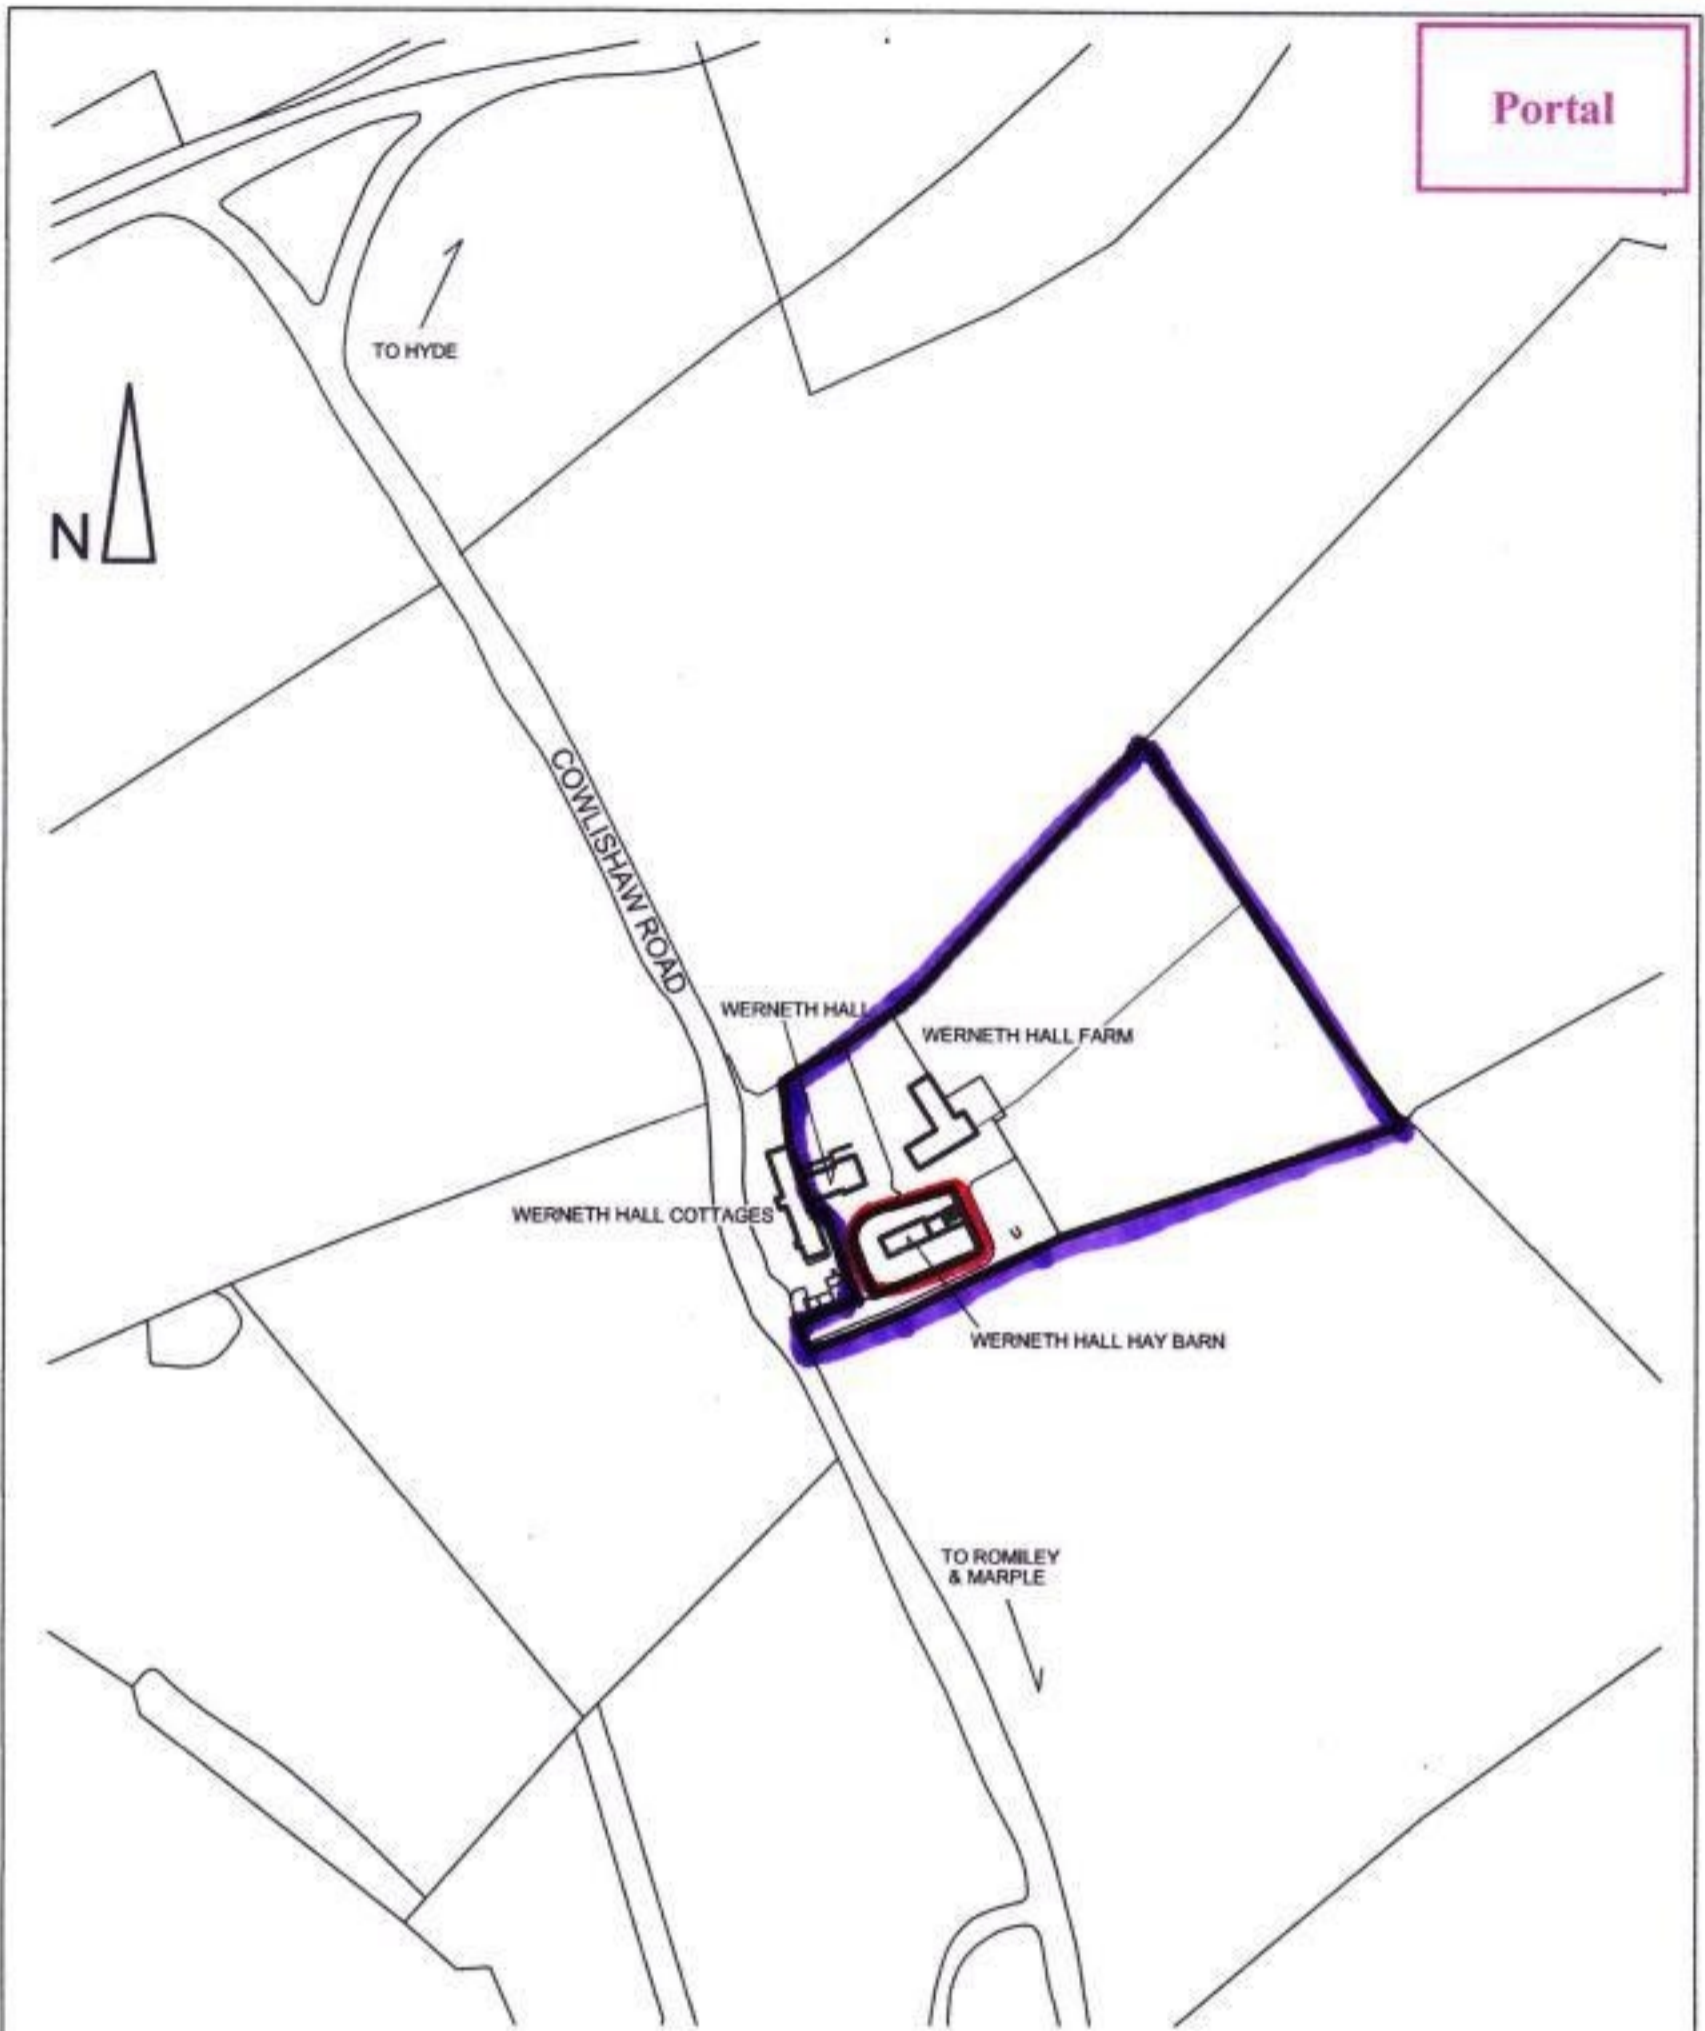 Portal
TO HYDE
N
COWLISHAW ROAD
WERNETH HALL
WERNETH HALL FARM
WERNETH HALL COTTAGES
WERNETH HALL HAY BARN
TO ROMILEY
& MARPLE